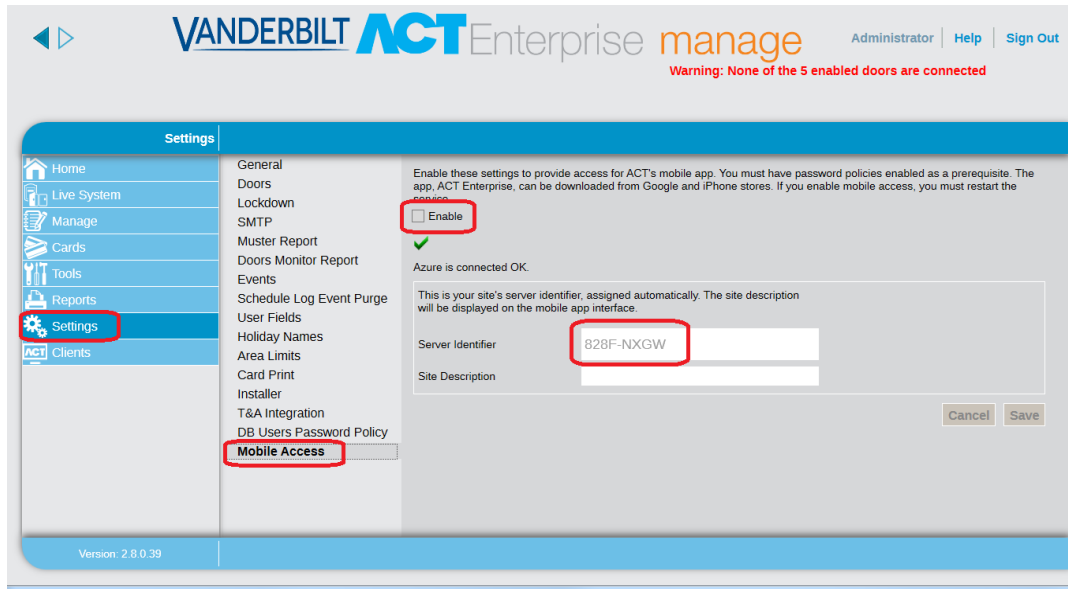 VANDERBILT ACT Enterprise manage
Administrator Help Sign Out
Warning: None of the 5 enabled doors are connected
Settings
Home
Live System
Manage
Cards
Tools
Reports
Settings
ACT Clients
General
Doors
Lockdown
SMTP
Muster Report
Doors Monitor Report
Events
Schedule Log Event Purge
User Fields
Holiday Names
Area Limits
Card Print
Installer
T&A Integration
DB Users Password Policy
Mobile Access
Enable these settings to provide access for ACT's mobile app. You must have password policies enabled as a prerequisite. The
app, ACT Enterprise, can be downloaded from Google and iPhone stores. If you enable mobile access, you must restart the
service.
Enable
Azure is connected OK.
This is your site's server identifier, assigned automatically. The site description
will be displayed on the mobile app interface.
Server Identifier
828F-NXGW
Site Description
Cancel Save
Version: 2.8.0.39